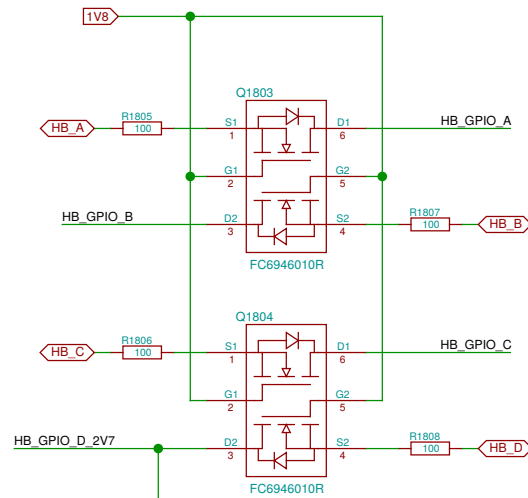 1V8
Q1803
R1805
100
HB_A
S1
1
D1
6
HB_GPIO_A
G1
2
G2
5
HB_GPIO_B
D2
3
S2
4
R1807
100
HB_B
FC6946010R
Q1804
R1806
100
HB_C
S1
1
D1
6
HB_GPIO_C
G1
2
G2
5
HB_GPIO_D_2V7
D2
3
S2
4
R1808
100
HB_D
FC6946010R